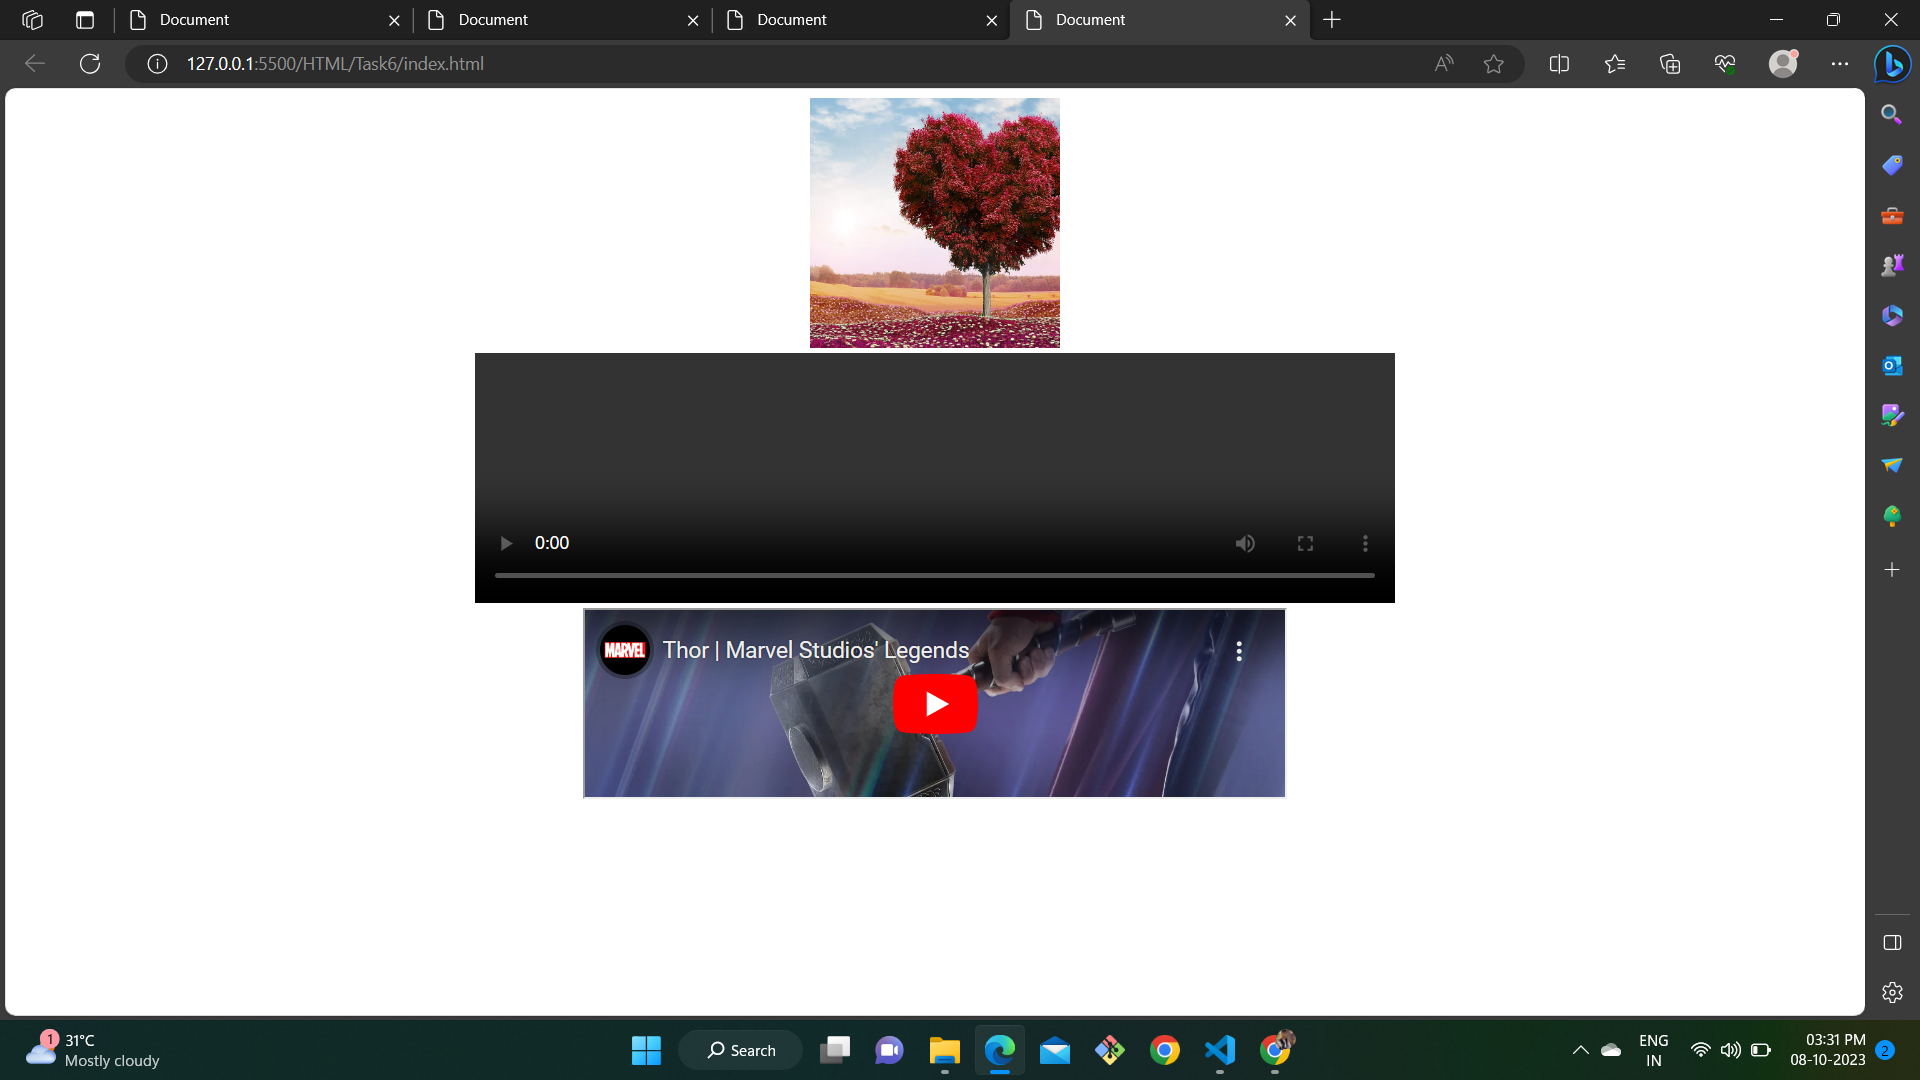 Document
Document
Document
Document
127.0.0.1:5500/HTML/Task6/index.html
0:00
MARVEL
Thor | Marvel Studios' Legends
1
31°C
Mostly cloudy
Search
ENG
IN
03:31 PM
08-10-2023
2